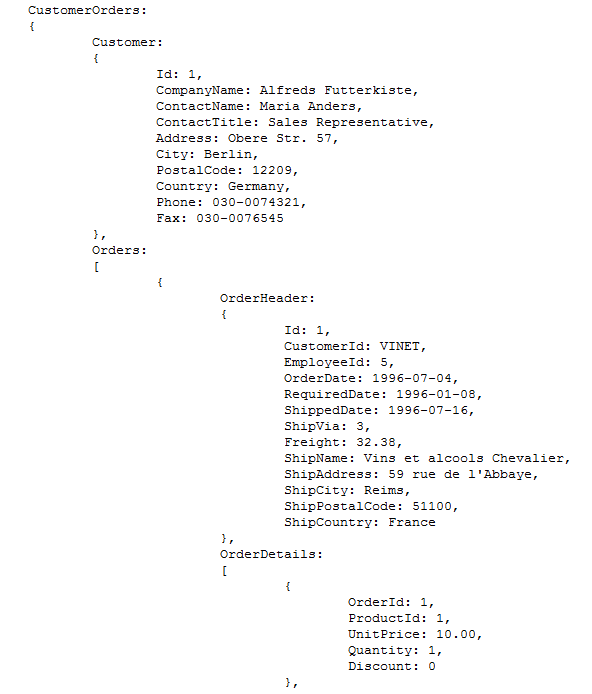 CustomerOrders:
{
Customer:
{
Id: 1,
CompanyName: Alfreds Futterkiste,
ContactName: Maria Anders,
ContactTitle: Sales Representative,
Address: Obere Str. 57,
City: Berlin,
PostalCode: 12209,
Country: Germany,
Phone: 030-0074321,
Fax: 030-0076545
},
Orders:
[
{
OrderHeader:
{
Id: 1,
CustomerId: VINET,
EmployeeId: 5,
OrderDate: 1996-07-04,
RequiredDate: 1996-01-08,
ShippedDate: 1996-07-16,
ShipVia: 3,
Freight: 32.38,
ShipName: Vins et alcools Chevalier,
ShipAddress: 59 rue de l'Abbaye,
ShipCity: Reims,
ShipPostalCode: 51100,
ShipCountry: France
},
OrderDetails:
[
{
OrderId: 1,
ProductId: 1,
UnitPrice: 10.00,
Quantity: 1,
Discount: 0
},